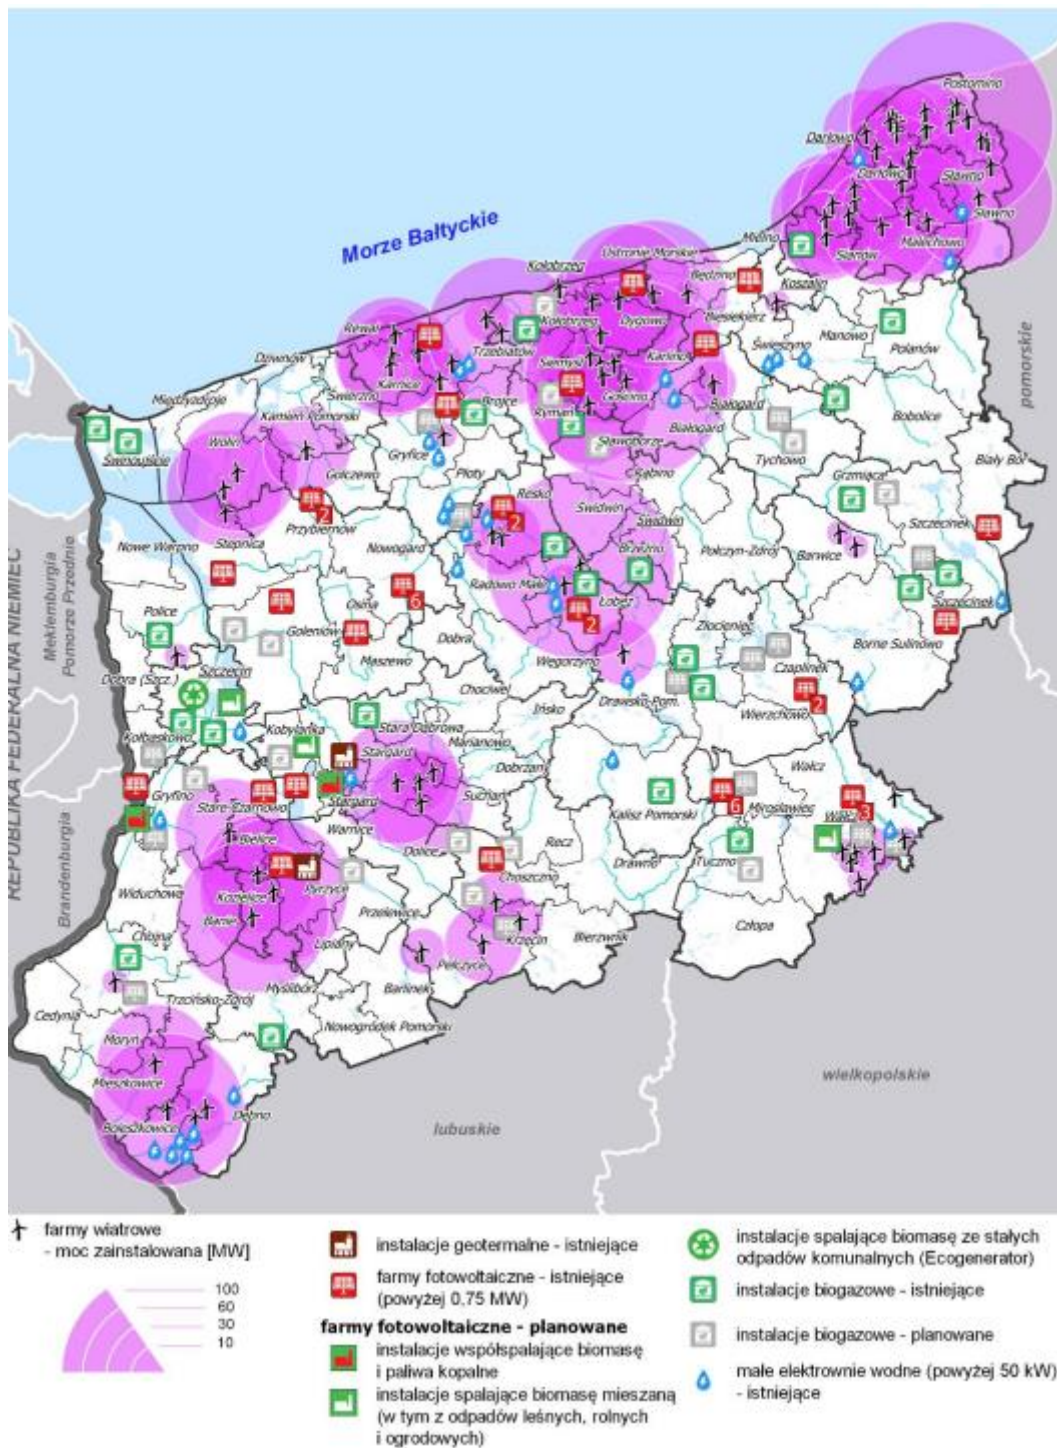 Postomino
Darłowo
Darłowo
Sławno
Sławno
Malechowo
Sianów
Mielno
Koszalin
Morze Bałtyckie
Ustronie Morskie
Kołobrzeg
Będzino
Biesiekierz
Manowo
Polanów
pomorskie
Kołobrzeg
Dygowo
Świeszyno
Rewal
Trzebiatów
Siemyśl
Karlino
Dziwnów
Karnice
Gościno
Białogard
Bobolice
Międzyzdroje
Świerzno
Brojce
Rymań
Białogard
Kamień Pomorski
Sławoborze
Tychowo
Biały Bór
Świnoujście
Wolin
Gryfice
Rąbino
Grzmiąca
Golczewo
Płoty
Resko
Świdwin
Szczecinek
2
Przybiernów
2
Świdwin
Nowe Warpno
Stepnica
Nowogard
Brzeżno
Połczyn-Zdrój
Barwice
Radowo Małe
Police
6
Osina
Łobez
2
Szczecinek
Goleniów
Dobra
Złocieniec
Borne Sulinowo
Maszewo
Węgorzyno
Czaplinek
Dobra (Szcz.)
Szczecin
Chociwel
Drawsko Pom.
2
Ińsko
Wierzchowo
Kołbaskowo
Kobylanka
Stara Dąbrowa
Marianowo
Stargard
Dobrzan
Wałcz
Gryfino
Stare Czarnowo
Stargard
Suchań
Kalisz Pomorski
6
Mirosławiec
Wałcz
3
Bielice
Warnice
Dolice
Recz
Drawno
Tuczno
Widuchowa
Kozielice
Pyrzyce
Choszczno
Banie
Przelewice
Człopa
Chojna
Lipiany
Krzęcin
Bierzwnik
Pełczyce
Cedynia
Trzcińsko-Zdrój
Myślibórz
Barlinek
Nowogródek Pomorski
Moryń
Mieszkowice
wielkopolskie
Boleszkowice
Dębno
lubuskie
REPUBLIKA FEDERALNA NIEMIEC
Meklemburgia
Pomorze Przednie
Brandenburgia
farmy wiatrowe
- moc zainstalowana [MW]
100
60
30
10
instalacje geotermalne - istniejące
farmy fotowoltaiczne - istniejące
(powyżej 0,75 MW)
farmy fotowoltaiczne - planowane
instalacje współspalające biomasę
i paliwa kopalne
instalacje spalające biomasę mieszaną
(w tym z odpadów leśnych, rolnych
i ogrodowych)
instalacje spalające biomasę ze stałych
odpadów komunalnych (Ecogenerator)
instalacje biogazowe - istniejące
instalacje biogazowe - planowane
małe elektrownie wodne (powyżej 50 kW)
- istniejące